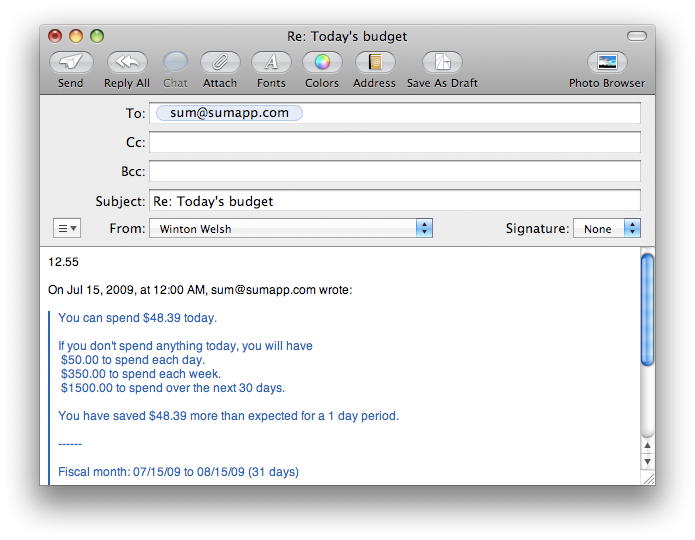 Re: Today's budget
Send Reply All Chat Attach Fonts Colors Address Save As Draft Photo Browser
To: sum@sumapp.com
Cc:
Bcc:
Subject: Re: Today's budget
From: Winton Welsh Signature: None
12.55
On Jul 15, 2009, at 12:00 AM, sum@sumapp.com wrote:
You can spend $48.39 today.
If you don't spend anything today, you will have
$50.00 to spend each day.
$350.00 to spend each week.
$1500.00 to spend over the next 30 days.
You have saved $48.39 more than expected for a 1 day period.
------
Fiscal month: 07/15/09 to 08/15/09 (31 days)